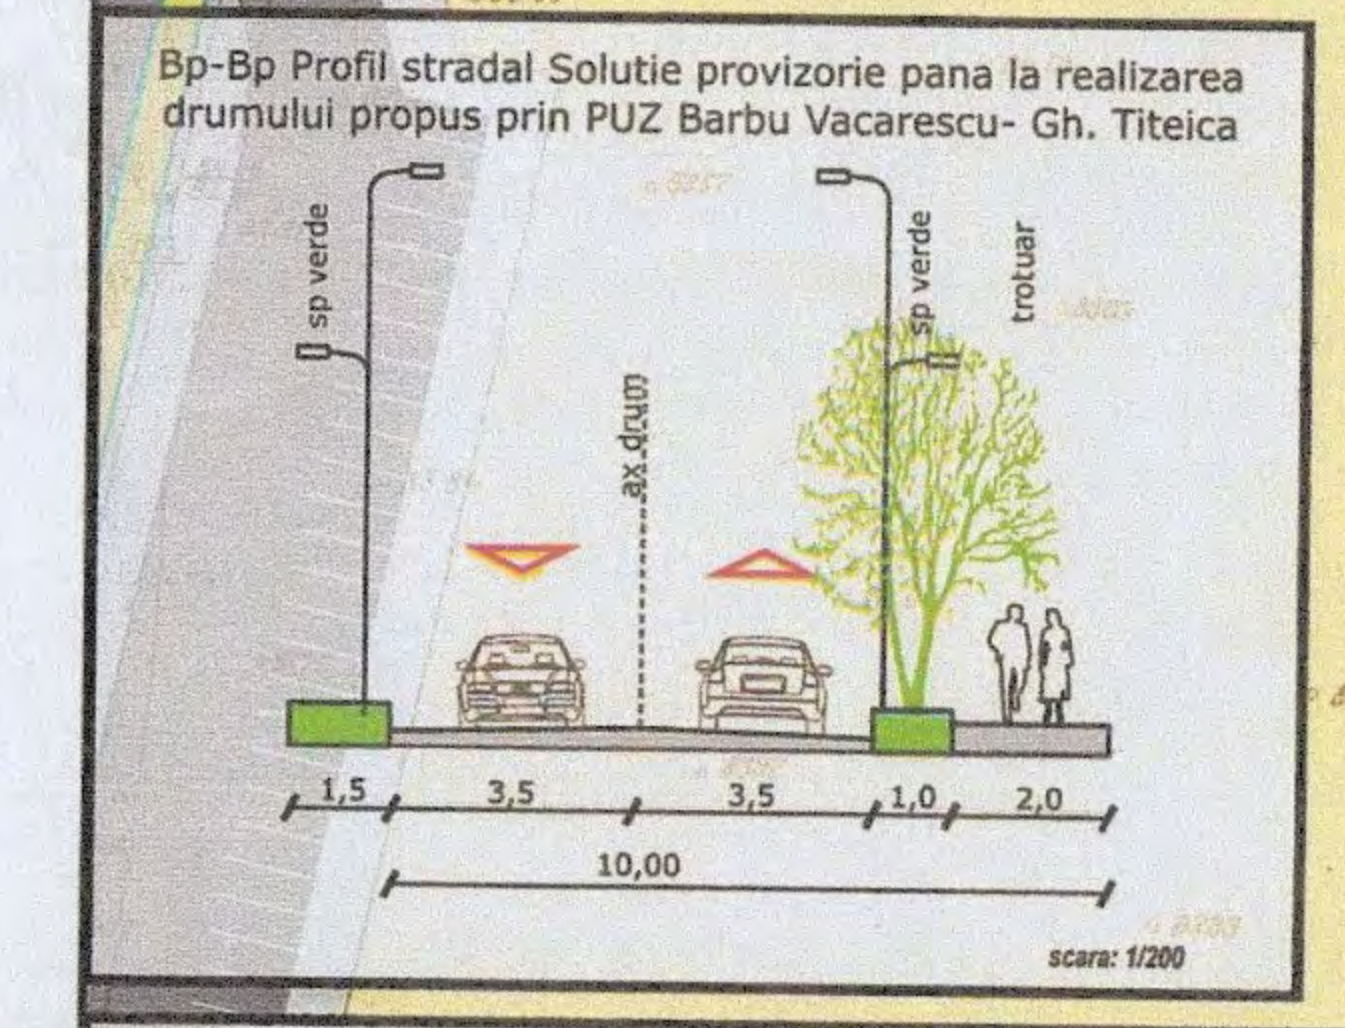 Bp-Bp Profil stradal Solutie provizorie pana la realizarea
drumului propus prin PUZ Barbu Vacarescu- Gh. Titeica
sp verde
sp verde
trotuar
ax drum
1,5
3,5
3,5
1,0
2,0
10,00
scara: 1/200